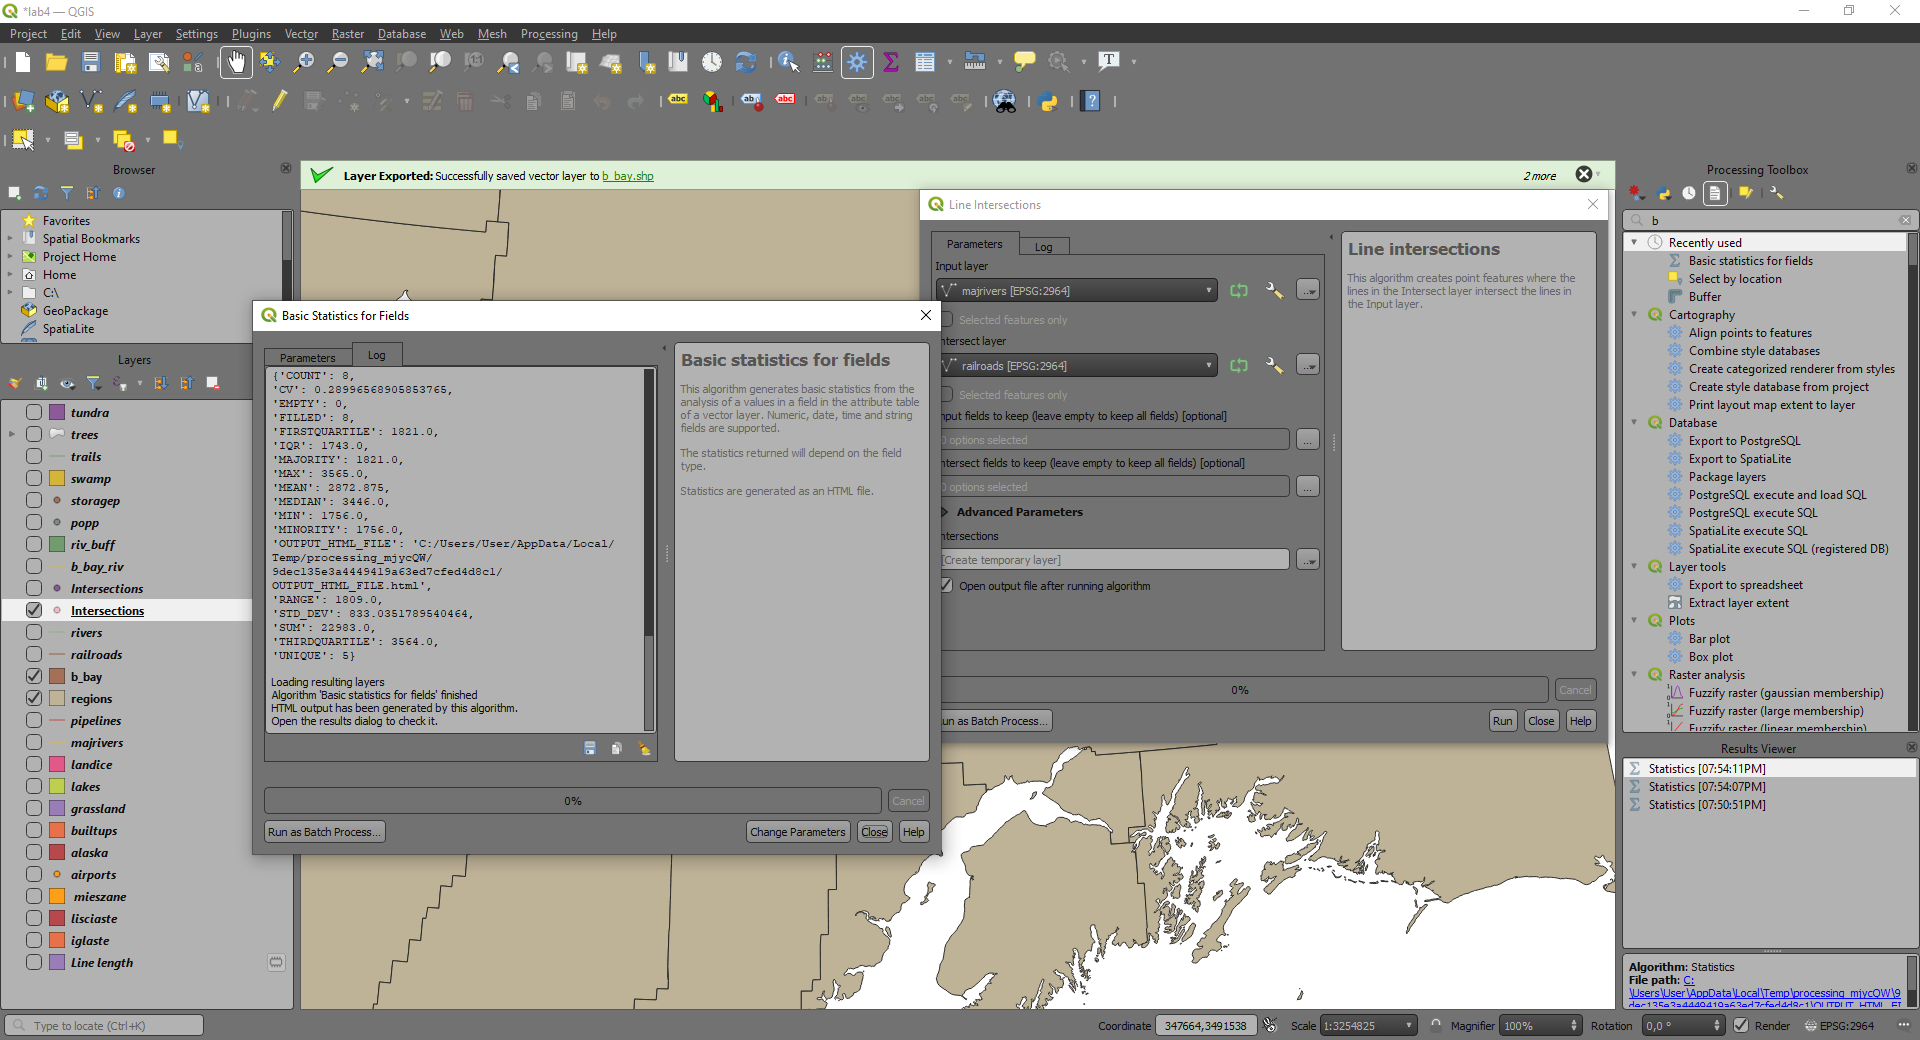 *lab4 — QGIS
Project Edit View Layer Settings Plugins Vector Raster Database Web Mesh Processing Help
Browser
Favorites
Spatial Bookmarks
Project Home
Home
C:\
GeoPackage
SpatiaLite
Layers
tundra
trees
trails
swamp
storagep
popp
riv_buff
b_bay_riv
Intersections
Intersections
rivers
railroads
b_bay
regions
pipelines
majrivers
landice
lakes
grassland
builtups
alaska
airports
mieszane
lisciaste
iglaste
Line length
Layer Exported: Successfully saved vector layer to b_bay.shp
2 more
Basic Statistics for Fields
Parameters
Log
{'COUNT': 8,
'CV': 0.28996568905853765,
'EMPTY': 0,
'FILLED': 8,
'FIRSTQUARTILE': 1821.0,
'IQR': 1743.0,
'MAJORITY': 1821.0,
'MAX': 3565.0,
'MEAN': 2872.875,
'MEDIAN': 3446.0,
'MIN': 1756.0,
'MINORITY': 1756.0,
'OUTPUT_HTML_FILE': 'C:/Users/User/AppData/Local/
Temp/processing_mjycQW/
9dec135e3a4449419a63ed7cfed4d8c1/
OUTPUT_HTML_FILE.html',
'RANGE': 1809.0,
'STD_DEV': 833.0351789540464,
'SUM': 22983.0,
'THIRDQUARTILE': 3564.0,
'UNIQUE': 5}
Loading resulting layers
Algorithm 'Basic statistics for fields' finished
HTML output has been generated by this algorithm.
Open the results dialog to check it.
Basic statistics for fields
This algorithm generates basic statistics from the
analysis of a values in a field in the attribute table
of a vector layer. Numeric, date, time and string
fields are supported.
The statistics returned will depend on the field
type.
Statistics are generated as an HTML file.
0%
Cancel
Run as Batch Process...
Change Parameters
Close
Help
Line Intersections
Parameters
Log
Input layer
majrivers [EPSG:2964]
Selected features only
ntersect layer
railroads [EPSG:2964]
Selected features only
nput fields to keep (leave empty to keep all fields) [optional]
0 options selected
ntersect fields to keep (leave empty to keep all fields) [optional]
0 options selected
Advanced Parameters
ntersections
[Create temporary layer]
Open output file after running algorithm
Line intersections
This algorithm creates point features where the
lines in the Intersect layer intersect the lines in
the Input layer.
0%
Cancel
un as Batch Process...
Run
Close
Help
Processing Toolbox
b
Recently used
Basic statistics for fields
Select by location
Buffer
Cartography
Align points to features
Combine style databases
Create categorized renderer from styles
Create style database from project
Print layout map extent to layer
Database
Export to PostgreSQL
Export to SpatiaLite
Package layers
PostgreSQL execute and load SQL
PostgreSQL execute SQL
SpatiaLite execute SQL
SpatiaLite execute SQL (registered DB)
Layer tools
Export to spreadsheet
Extract layer extent
Plots
Bar plot
Box plot
Raster analysis
Fuzzify raster (gaussian membership)
Fuzzify raster (large membership)
Fuzzify raster (linear membership)
Results Viewer
Statistics [07:54:11PM]
Statistics [07:54:07PM]
Statistics [07:50:51PM]
Algorithm: Statistics
File path: C:
\Users\User\AppData\Local\Temp\processing_mjycQW\9
dec135e3a4449419a63ed7cfed4d8c1\OUTPUT_HTML_FI
Type to locate (Ctrl+K)
Coordinate 347664,3491538 Scale 1:3254825 Magnifier 100% Rotation 0,0 ° Render EPSG:2964